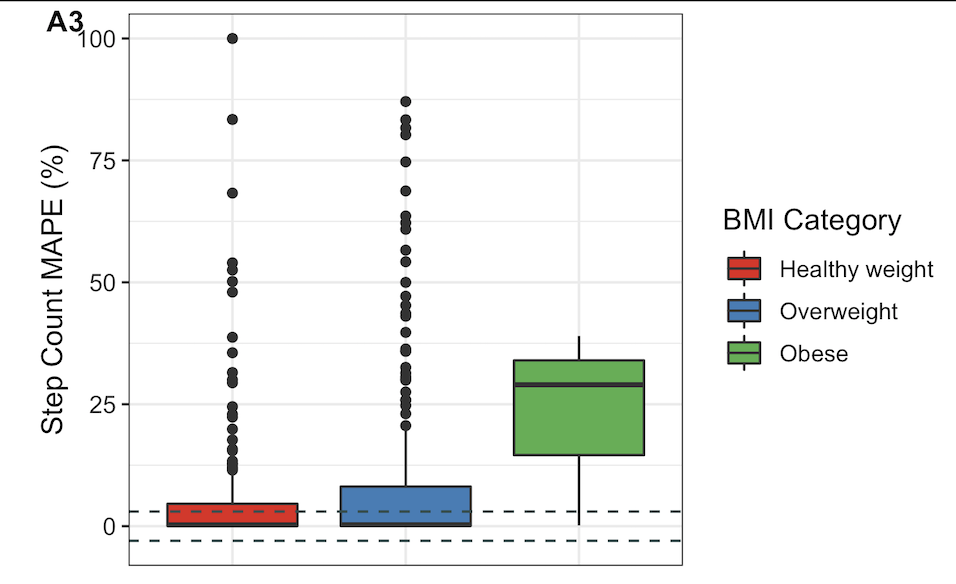 A3
100
75
50
25
0
Step Count MAPE (%)
BMI Category
Healthy weight
Overweight
Obese